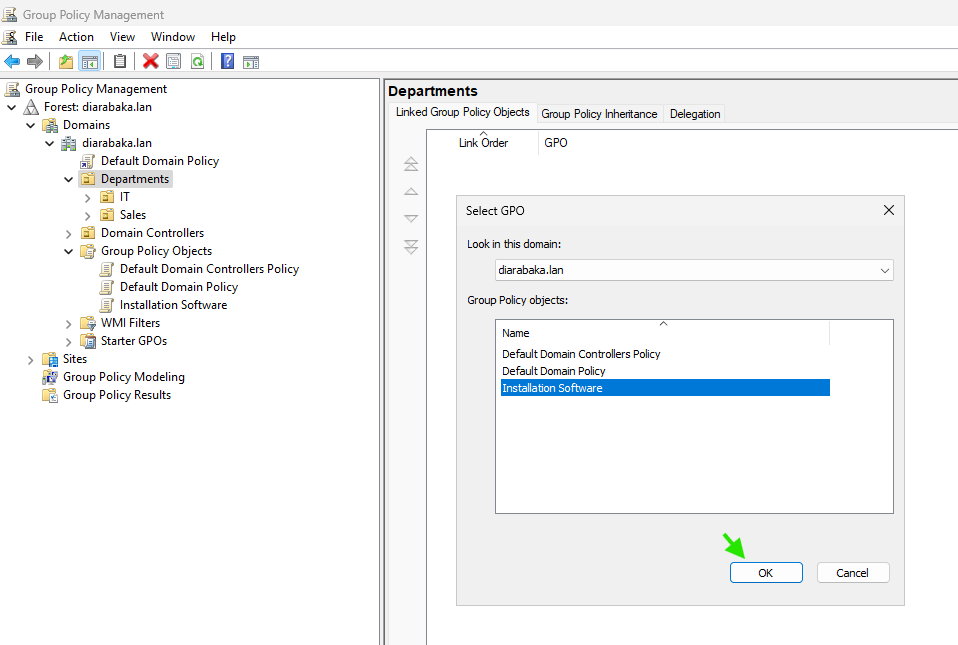 Group Policy Management
File Action View Window Help
Group Policy Management
Forest: diarabaka.lan
Domains
diarabaka.lan
Default Domain Policy
Departments
IT
Sales
Domain Controllers
Group Policy Objects
Default Domain Controllers Policy
Default Domain Policy
Installation Software
WMI Filters
Starter GPOs
Sites
Group Policy Modeling
Group Policy Results
Departments
Linked Group Policy Objects Group Policy Inheritance Delegation
Link Order GPO
Select GPO
Look in this domain:
diarabaka.lan
Group Policy objects:
Name
Default Domain Controllers Policy
Default Domain Policy
Installation Software
OK Cancel